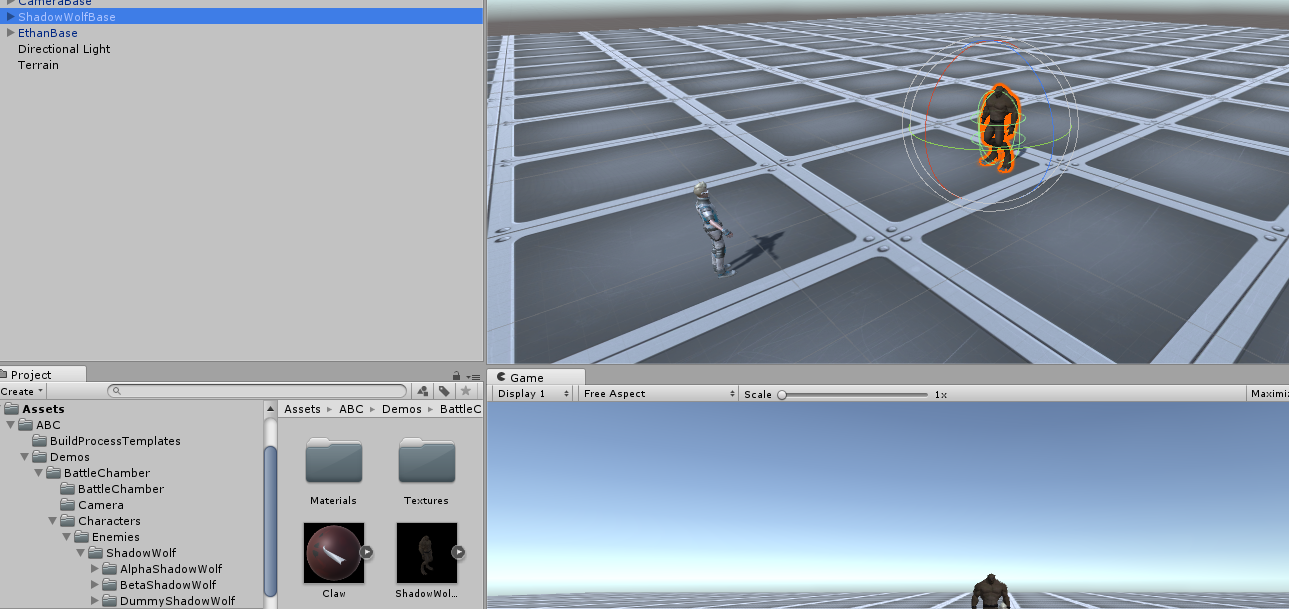 CameraBase
ShadowWolfBase
EthanBase
Directional Light
Terrain
Project
Create
Assets
ABC
BuildProcessTemplates
Demos
BattleChamber
BattleChamber
Camera
Characters
Enemies
ShadowWolf
AlphaShadowWolf
BetaShadowWolf
DummyShadowWolf
Assets ▸ ABC ▸ Demos ▸ BattleC
Materials
Textures
Claw
ShadowWol...
Game
Display 1
Free Aspect
Scale
1x
Maximi